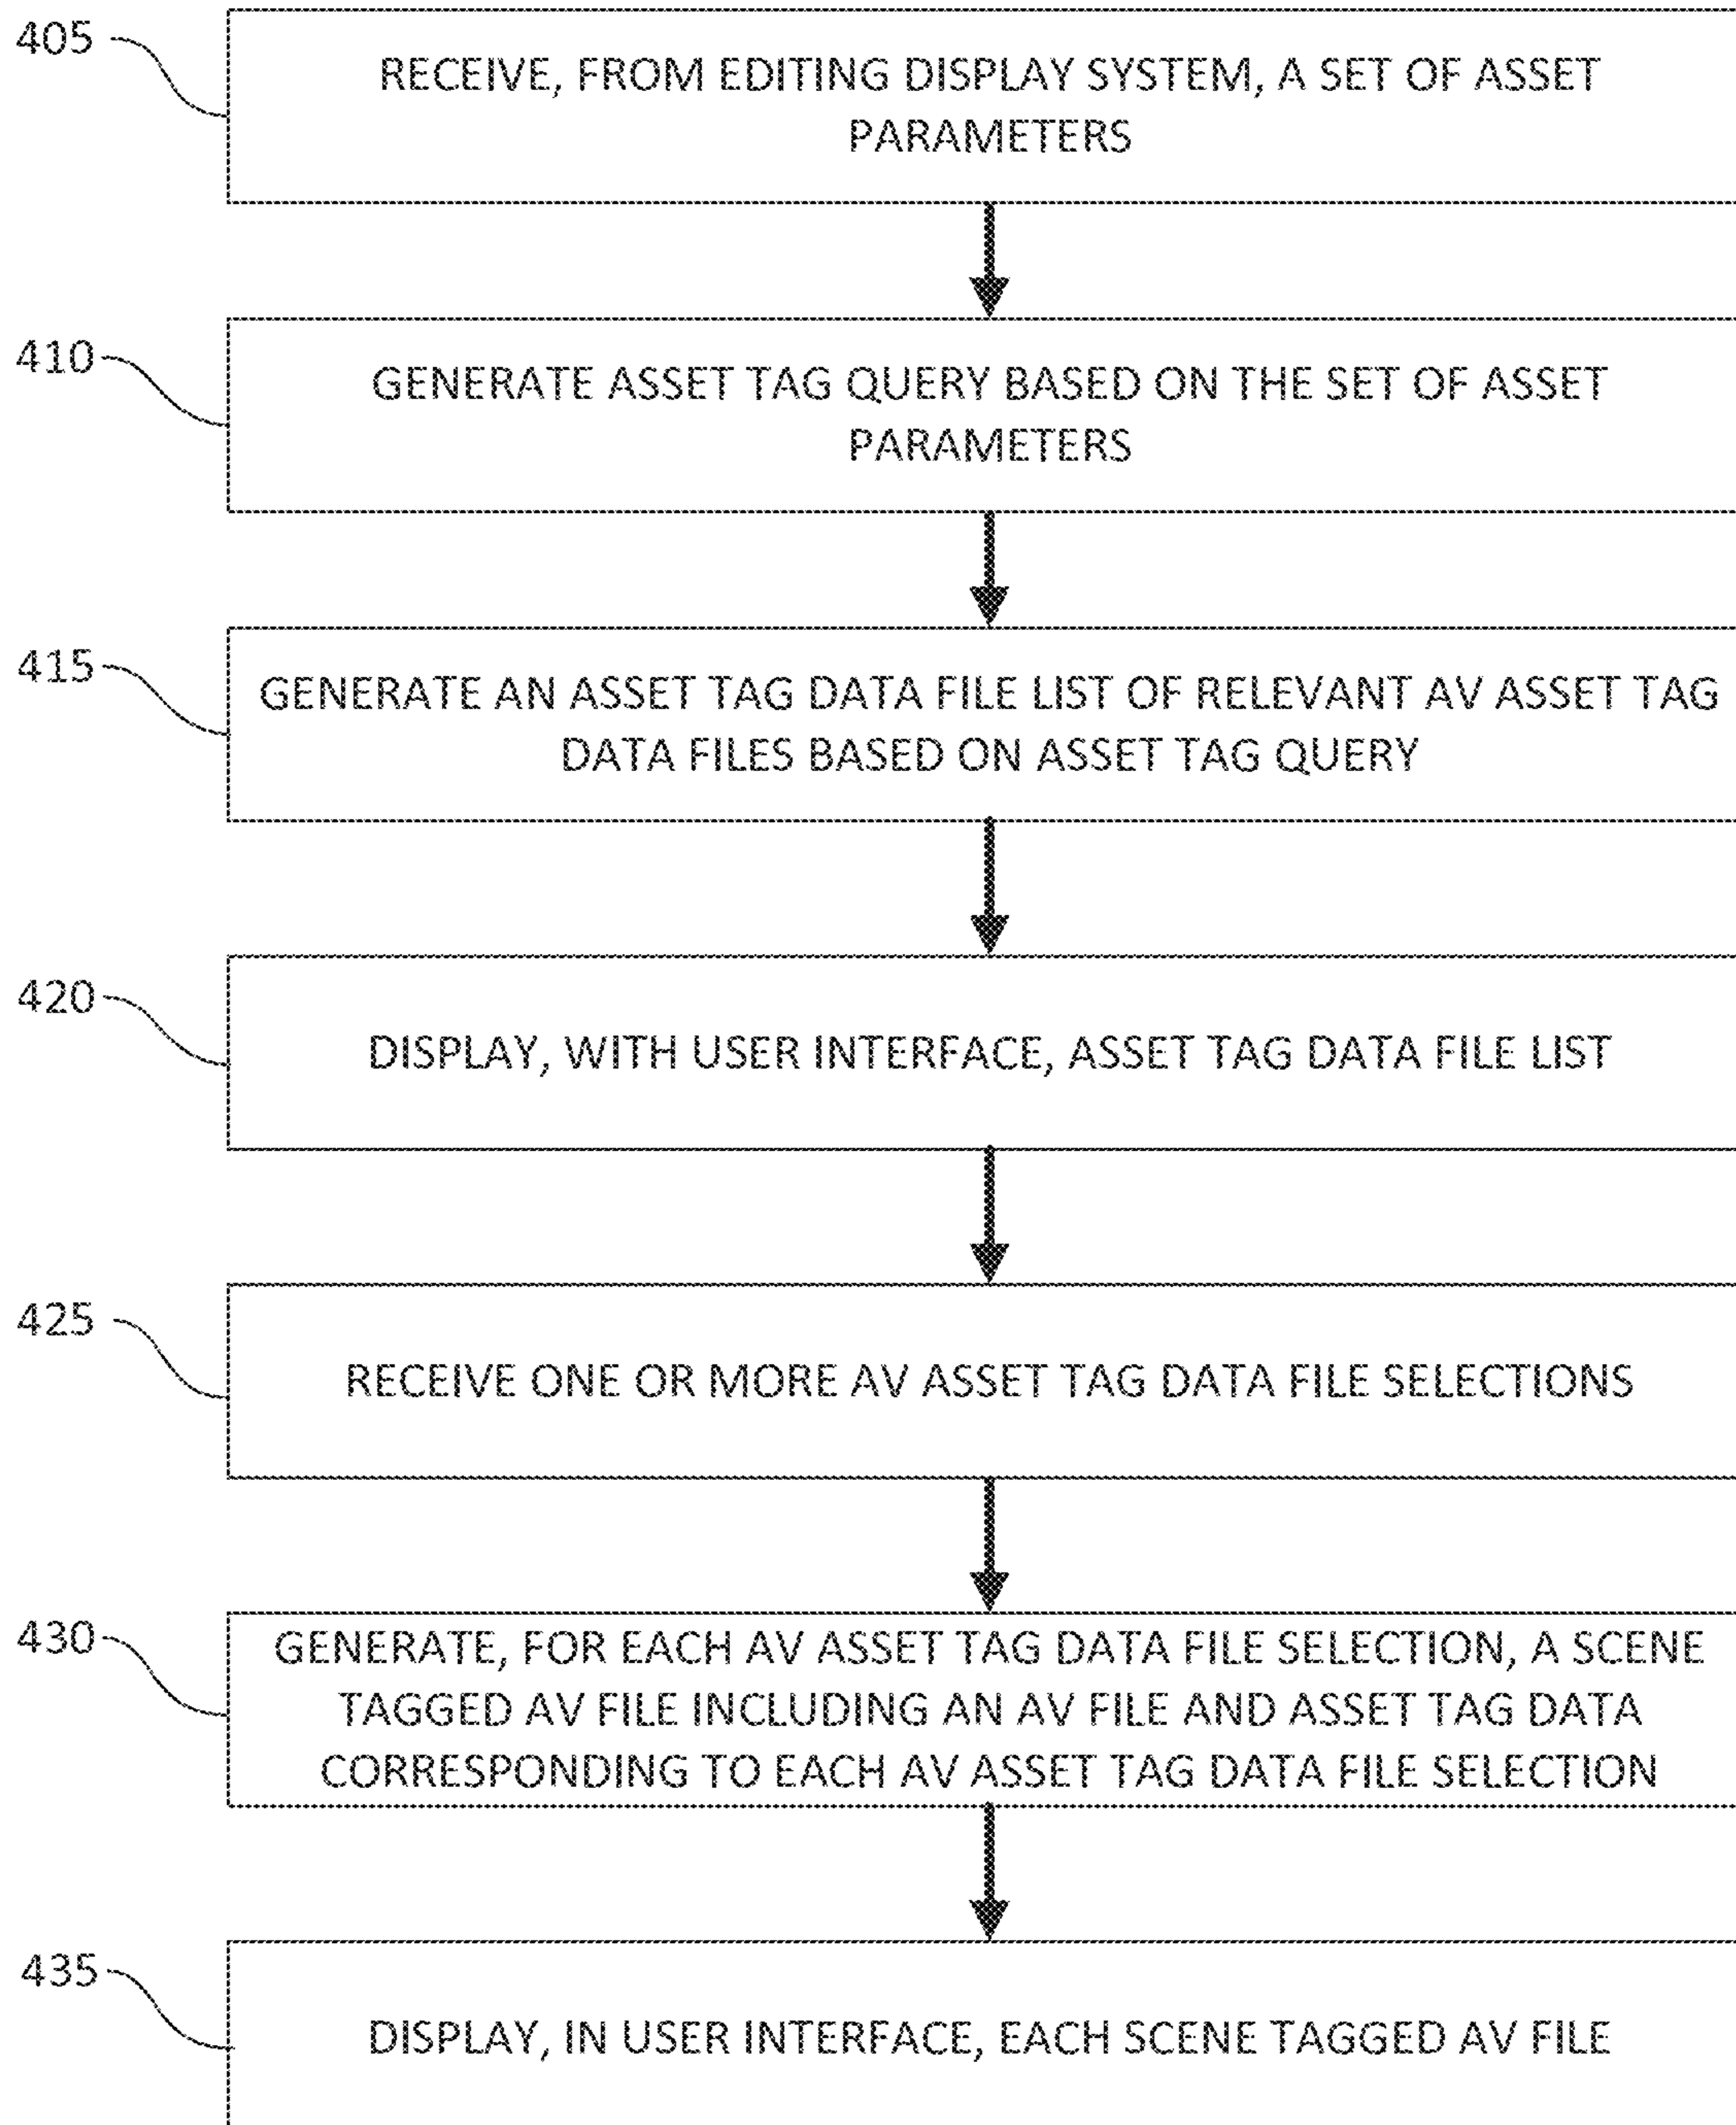 405
RECEIVE, FROM EDITING DISPLAY SYSTEM, A SET OF ASSET
PARAMETERS
410
GENERATE ASSET TAG QUERY BASED ON THE SET OF ASSET
PARAMETERS
415
GENERATE AN ASSET TAG DATA FILE LIST OF RELEVANT AV ASSET TAG
DATA FILES BASED ON ASSET TAG QUERY
420
DISPLAY, WITH USER INTERFACE, ASSET TAG DATA FILE LIST
425
RECEIVE ONE OR MORE AV ASSET TAG DATA FILE SELECTIONS
430
GENERATE, FOR EACH AV ASSET TAG DATA FILE SELECTION, A SCENE
TAGGED AV FILE INCLUDING AN AV FILE AND ASSET TAG DATA
CORRESPONDING TO EACH AV ASSET TAG DATA FILE SELECTION
435
DISPLAY, IN USER INTERFACE, EACH SCENE TAGGED AV FILE